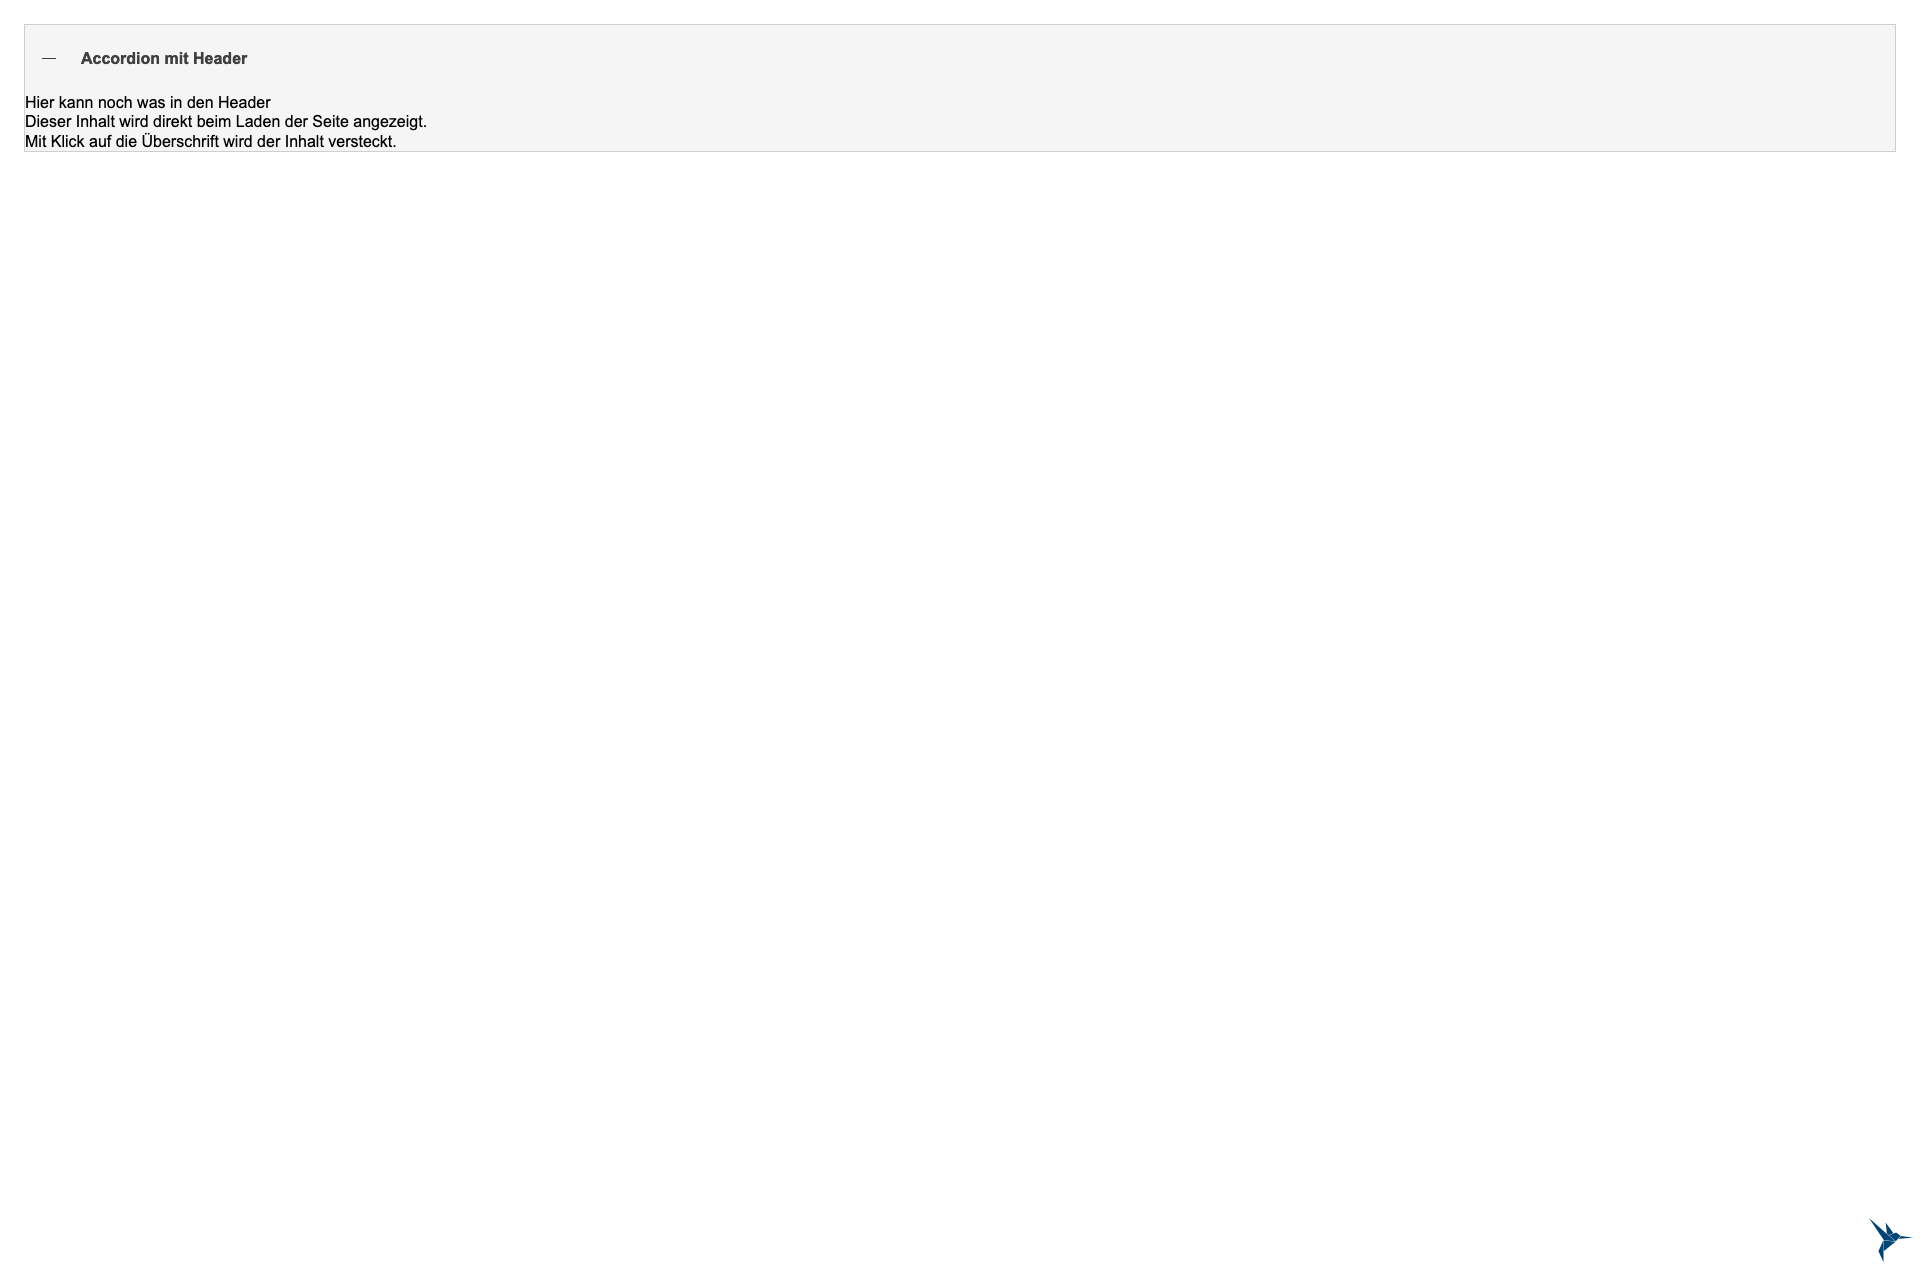 Accordion mit Header
Hier kann noch was in den Header
Dieser Inhalt wird direkt beim Laden der Seite angezeigt.
Mit Klick auf die Überschrift wird der Inhalt versteckt.